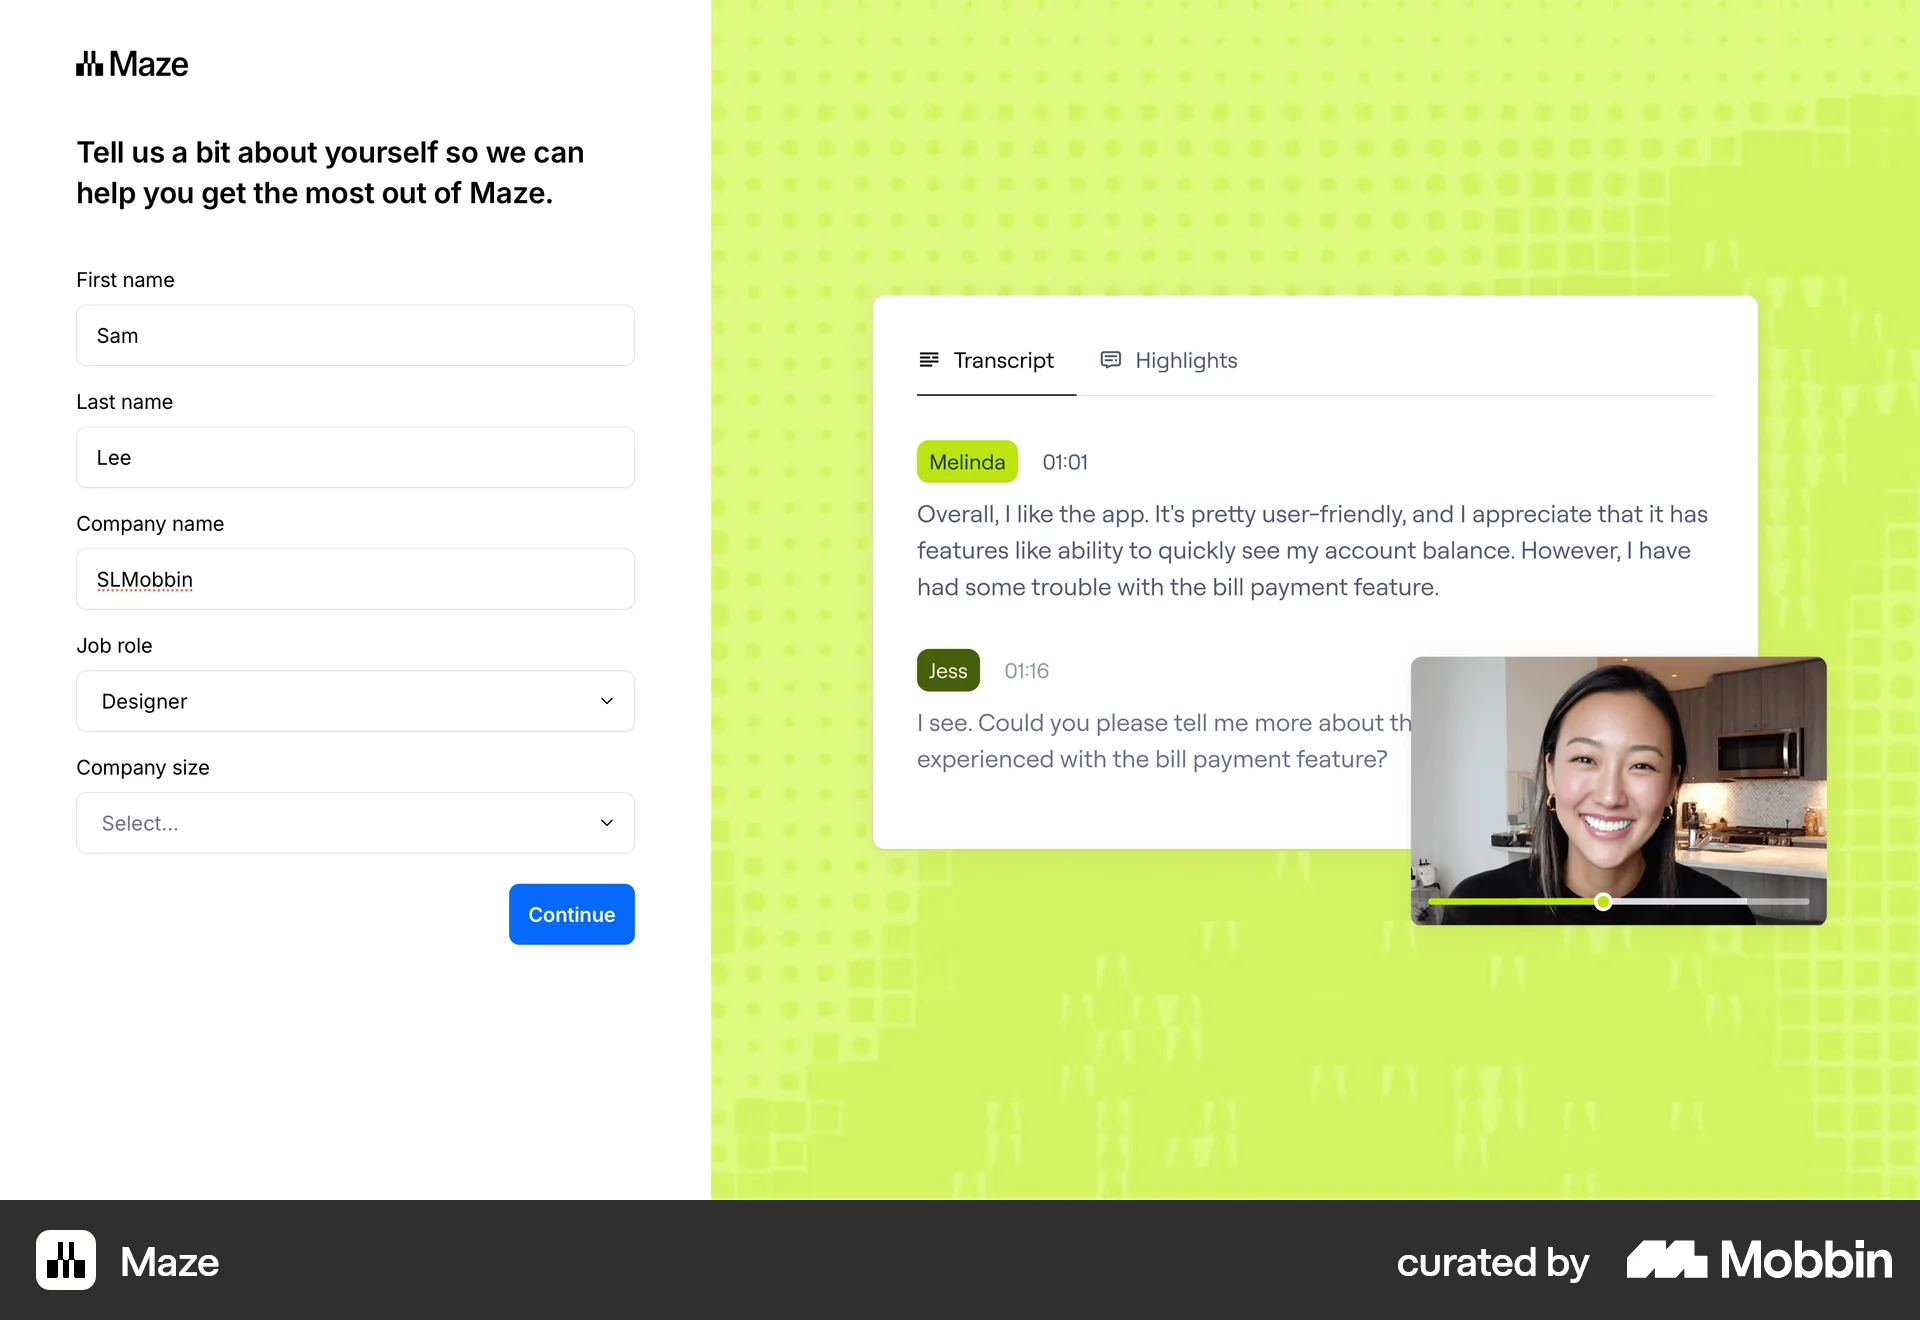 Maze
Tell us a bit about yourself so we can
help you get the most out of Maze.
First name
Sam
Last name
Lee
Company name
SLMobbin
Job role
Designer
Company size
Select...
Continue
Transcript
Highlights
Melinda 01:01
Overall, I like the app. It's pretty user-friendly, and I appreciate that it has
features like ability to quickly see my account balance. However, I have
had some trouble with the bill payment feature.
Jess 01:16
I see. Could you please tell me more about th
experienced with the bill payment feature?
Maze
curated by Mobbin